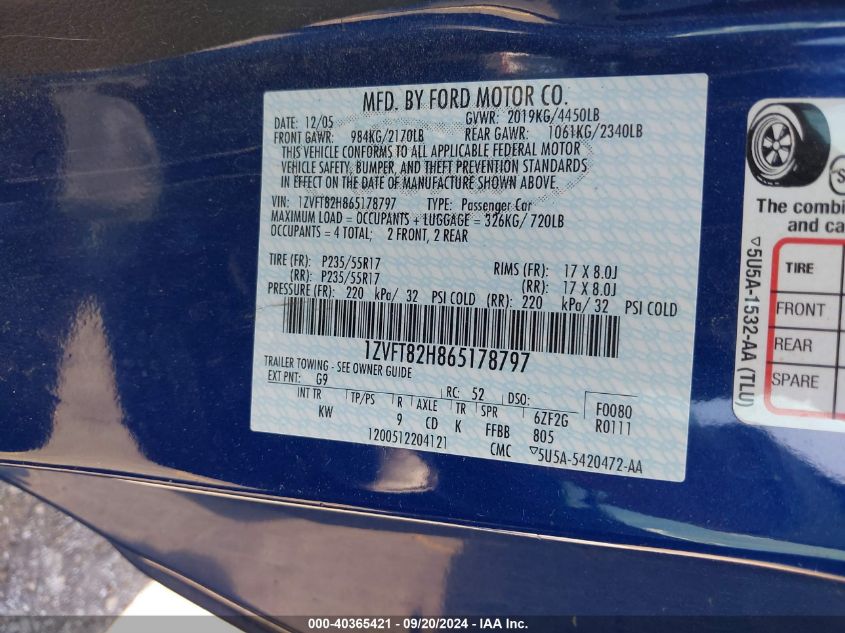 MFD. BY FORD MOTOR CO.
DATE: 12/05 GVWR: 2019KG/4450LB
FRONT GAWR: 984KG/2170LB REAR GAWR: 1061KG/2340LB
THIS VEHICLE CONFORMS TO ALL APPLICABLE FEDERAL MOTOR
VEHICLE SAFETY, BUMPER, AND THEFT PREVENTION STANDARDS
IN EFFECT ON THE DATE OF MANUFACTURE SHOWN ABOVE.
VIN: 1ZVFT82H865178797 TYPE: Passenger Car
MAXIMUM LOAD = OCCUPANTS + LUGGAGE = 326KG/ 720LB
OCCUPANTS = 4 TOTAL; 2 FRONT, 2 REAR
TIRE (FR): P235/55R17 RIMS (FR): 17 X 8.0J
(RR): P235/55R17 (RR): 17 X 8.0J
PRESSURE (FR): 220 kPa/ 32 PSI COLD (RR): 220 kPa/ 32 PSI COLD
1ZVFT82H865178797
TRAILER TOWING - SEE OWNER GUIDE
EXT PNT: G9 RC: 52 DSO: F0080
INT TR TP/PS R AXLE TR SPR 6ZF2G R0111
KW 9 CD K FFBB 805
1200512204121 CMC ▽5U5A-5420472-AA
The combi
and ca
TIRE
FRONT
REAR
SPARE
▽5U5A-1532-AA (TLU)
000-40365421 - 09/20/2024 - IAA Inc.